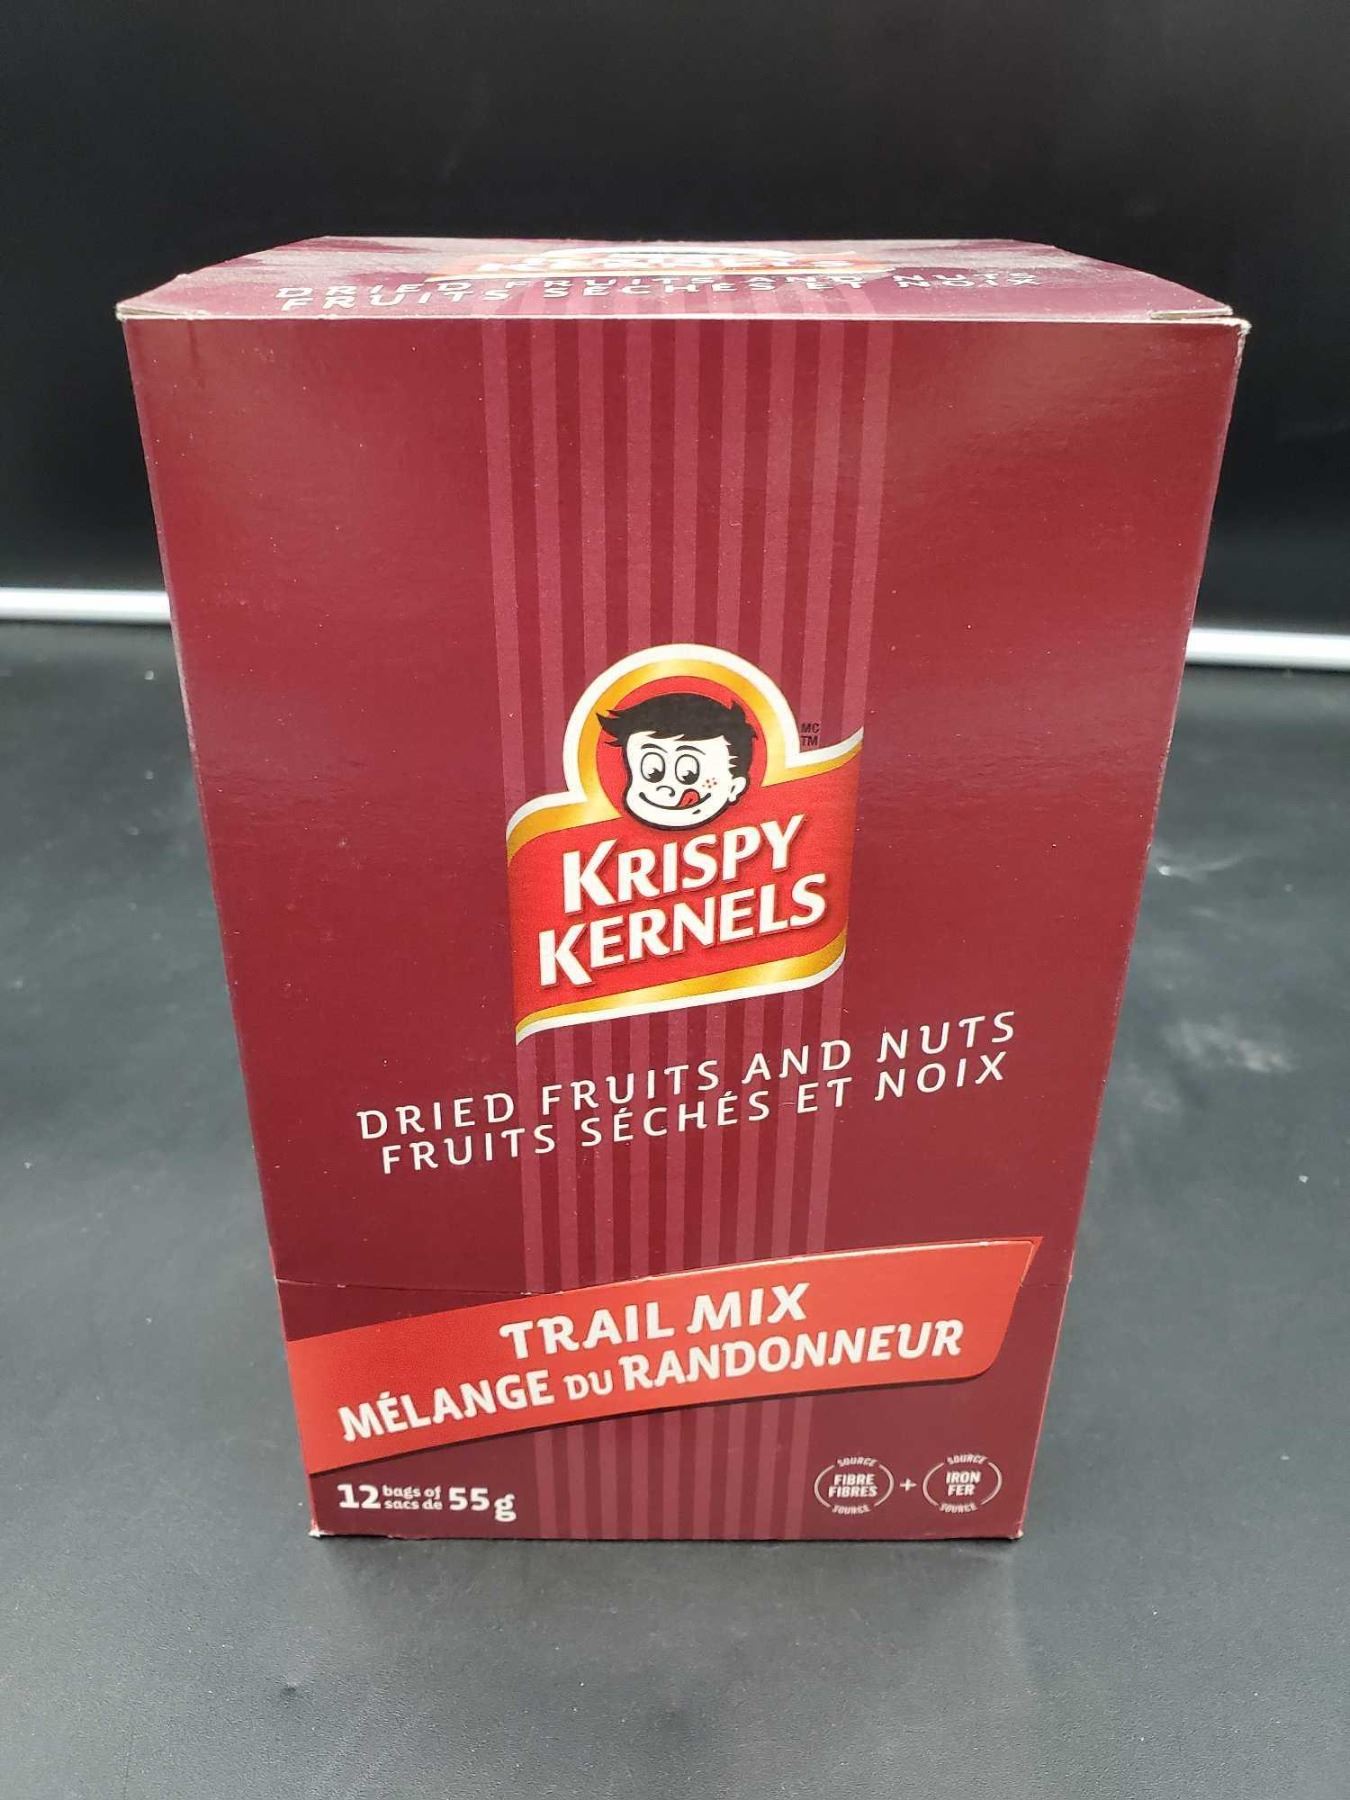 KERNELS
DRIED FRUITS AND NUTS
FRUITS SÉCHÉS ET NOIX
MC
TM
KRISPY
KERNELS
DRIED FRUITS AND NUTS
FRUITS SÉCHÉS ET NOIX
TRAIL MIX
MÉLANGE DU RANDONNEUR
12 bags of 55g
sacs de
SOURCE
FIBRE
FIBRES
SOURCE
+
SOURCE
IRON
FER
SOURCE